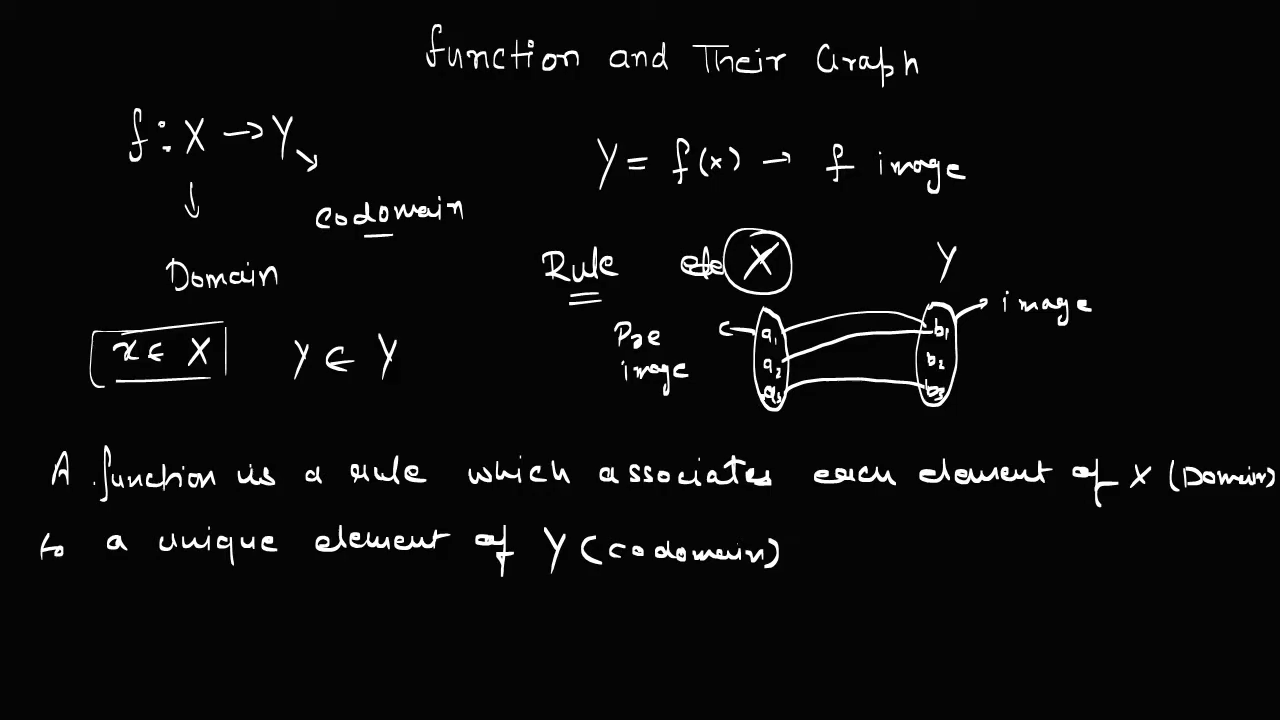 function and Their Graph
f : X → Y
codomain
Domain
x ∈ X
Y ∈ Y
Y = f(x) → f image
Rule X Y
Pre image
a₁
a₂
a₃
b₁
b₂
b₃
image
A function is a rule which associates each element of X (Domain)
to a unique element of Y (codomain)